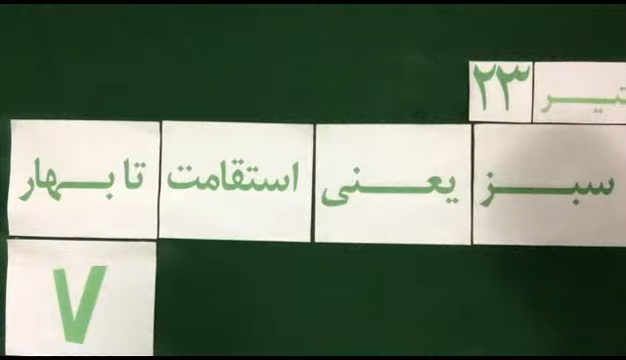 تیر ۲۳
سبز یعنی استقامت تا بهار
۷